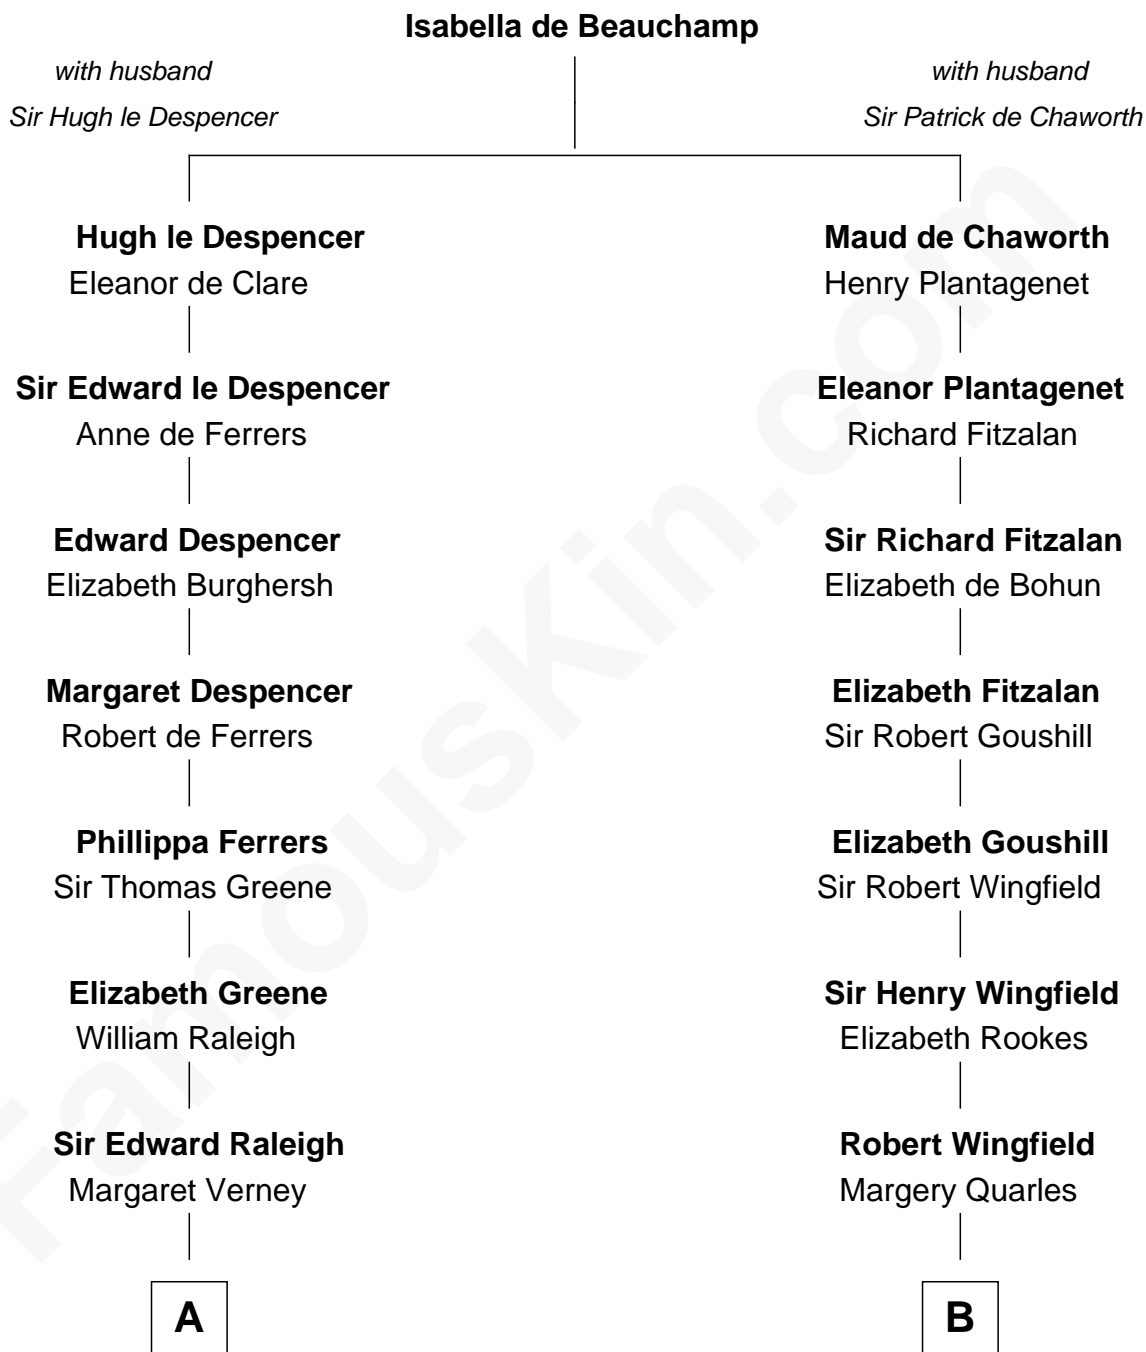 Isabella de Beauchamp
with husband
Sir Hugh le Despencer
with husband
Sir Patrick de Chaworth
Hugh le Despencer
Eleanor de Clare
Sir Edward le Despencer
Anne de Ferrers
Edward Despencer
Elizabeth Burghersh
Margaret Despencer
Robert de Ferrers
Phillippa Ferrers
Sir Thomas Greene
Elizabeth Greene
William Raleigh
Sir Edward Raleigh
Margaret Verney
A
Maud de Chaworth
Henry Plantagenet
Eleanor Plantagenet
Richard Fitzalan
Sir Richard Fitzalan
Elizabeth de Bohun
Elizabeth Fitzalan
Sir Robert Goushill
Elizabeth Goushill
Sir Robert Wingfield
Sir Henry Wingfield
Elizabeth Rookes
Robert Wingfield
Margery Quarles
B
FamousKin.com